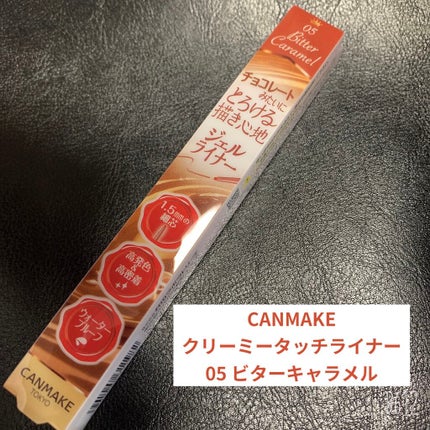 05
Bitter
Caramel
チョコレート
みたいに
とろける
描き心地
ジェル
ライナー
1.5mmの
細芯
高発色
&
高密着
ウォーター
プルーフ
CANMAKE
TOKYO
CANMAKE
クリーミータッチライナー
05 ビターキャラメル